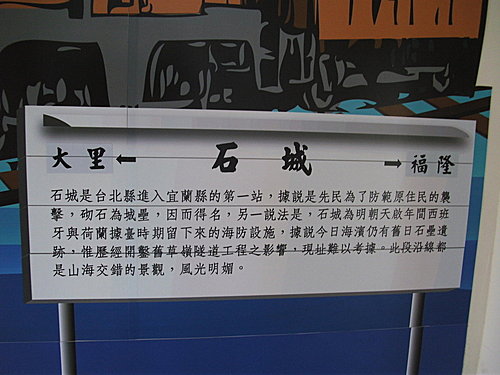 大里 ← 石城 → 福隆
石城是台北縣進入宜蘭縣的第一站，據說是先民為了防範原住民的襲
擊，砌石為城壘，因而得名，另一說法是，石城為明朝天啟年間西班
牙與荷蘭據臺時期留下來的海防設施，據說今日海濱仍有舊日石壘遺
跡，惟歷經開鑿舊草嶺隧道工程之影響，現址難以考據。此段沿線都
是山海交錯的景觀，風光明媚。